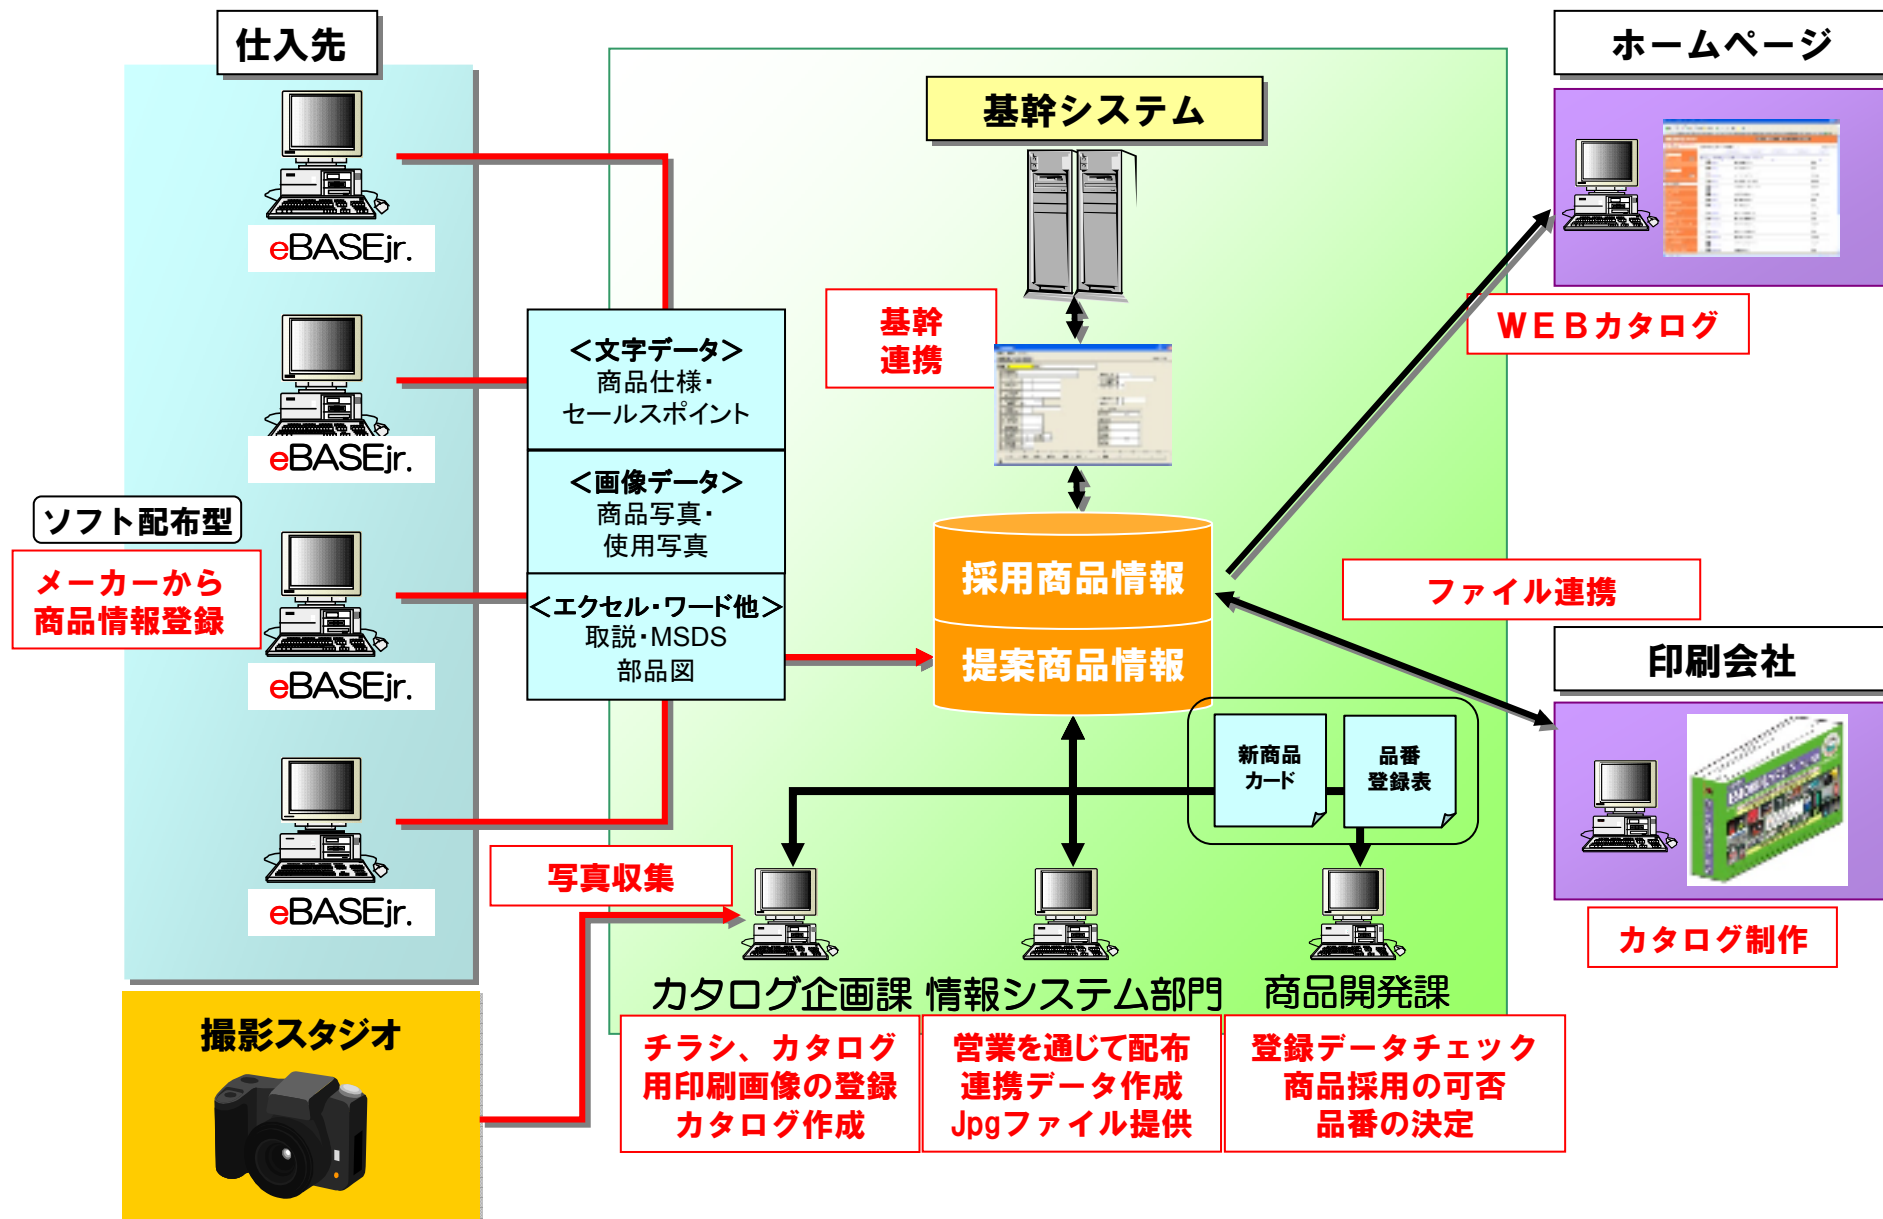 仕入先
eBASEjr.
eBASEjr.
ソフト配布型
メーカーから
商品情報登録
eBASEjr.
eBASEjr.
撮影スタジオ
＜文字データ＞
商品仕様・
セールスポイント
＜画像データ＞
商品写真・
使用写真
＜エクセル・ワード他＞
取説・MSDS
部品図
写真収集
基幹システム
基幹
連携
採用商品情報
提案商品情報
新商品
カード
品番
登録表
カタログ企画課
情報システム部門
商品開発課
チラシ、カタログ
用印刷画像の登録
カタログ作成
営業を通じて配布
連携データ作成
Jpgファイル提供
登録データチェック
商品採用の可否
品番の決定
ホームページ
ＷＥＢカタログ
ファイル連携
印刷会社
カタログ制作